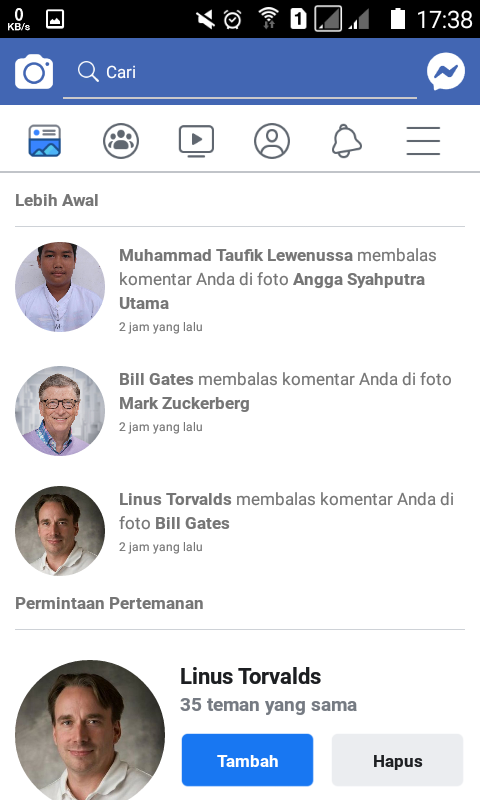 0
KB/s
1
17:38
Cari
Lebih Awal
Muhammad Taufik Lewenussa membalas
komentar Anda di foto Angga Syahputra
Utama
2 jam yang lalu
Bill Gates membalas komentar Anda di foto
Mark Zuckerberg
2 jam yang lalu
Linus Torvalds membalas komentar Anda di
foto Bill Gates
2 jam yang lalu
Permintaan Pertemanan
Linus Torvalds
35 teman yang sama
Tambah
Hapus